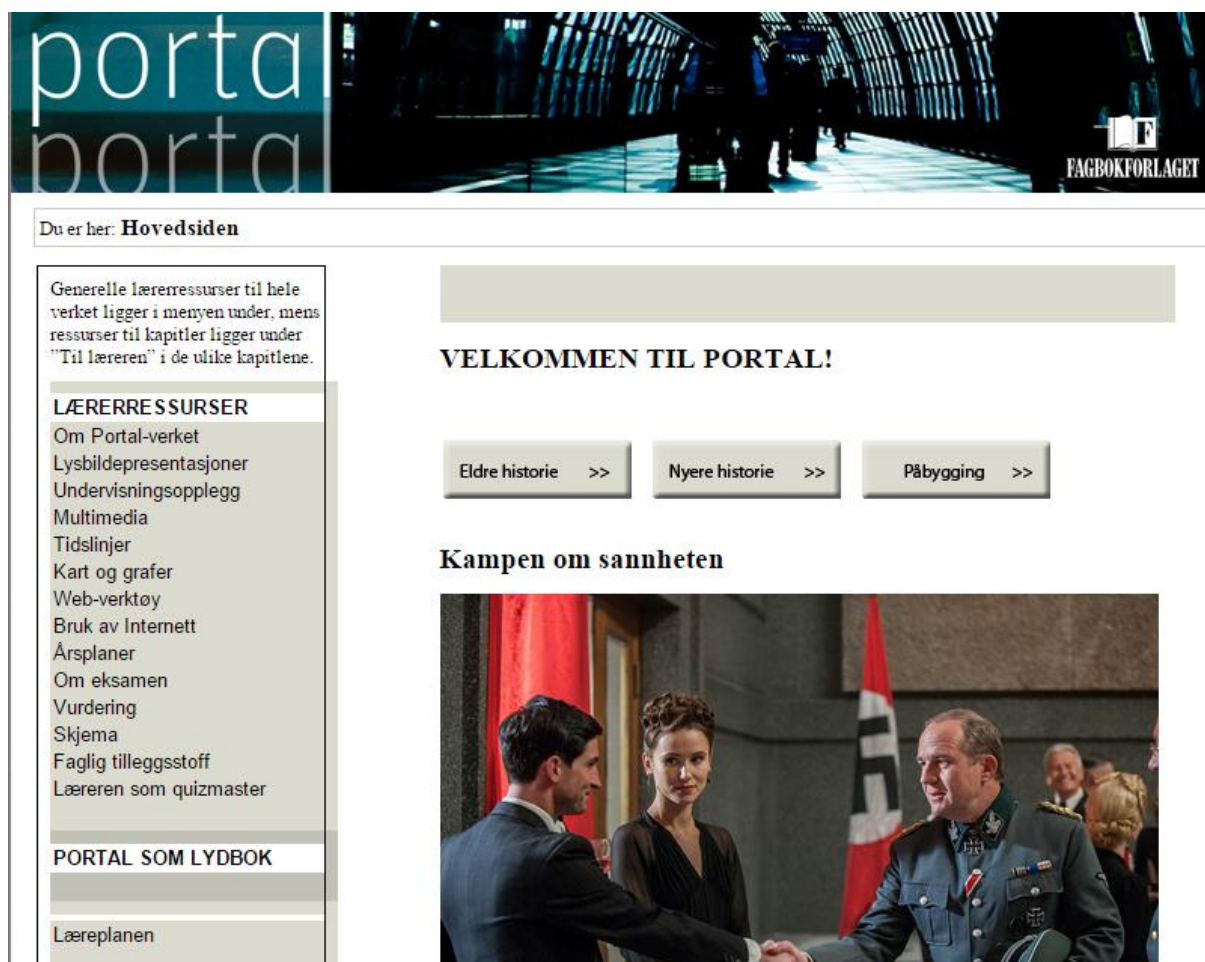 portal
portal
FAGBOKFORLAGET
Du er her: Hovedsiden
Generelle lærerressurser til hele
verket ligger i menyen under, mens
ressurser til kapitler ligger under
"Til læreren" i de ulike kapitlene.
LÆRERRESSURSER
Om Portal-verket
Lysbildepresentasjoner
Undervisningsopplegg
Multimedia
Tidslinjer
Kart og grafer
Web-verktøy
Bruk av Internett
Årsplaner
Om eksamen
Vurdering
Skjema
Faglig tilleggsstoff
Læreren som quizmaster
PORTAL SOM LYDBOK
Læreplanen
VELKOMMEN TIL PORTAL!
Eldre historie >>
Nyere historie >>
Påbygging >>
Kampen om sannheten